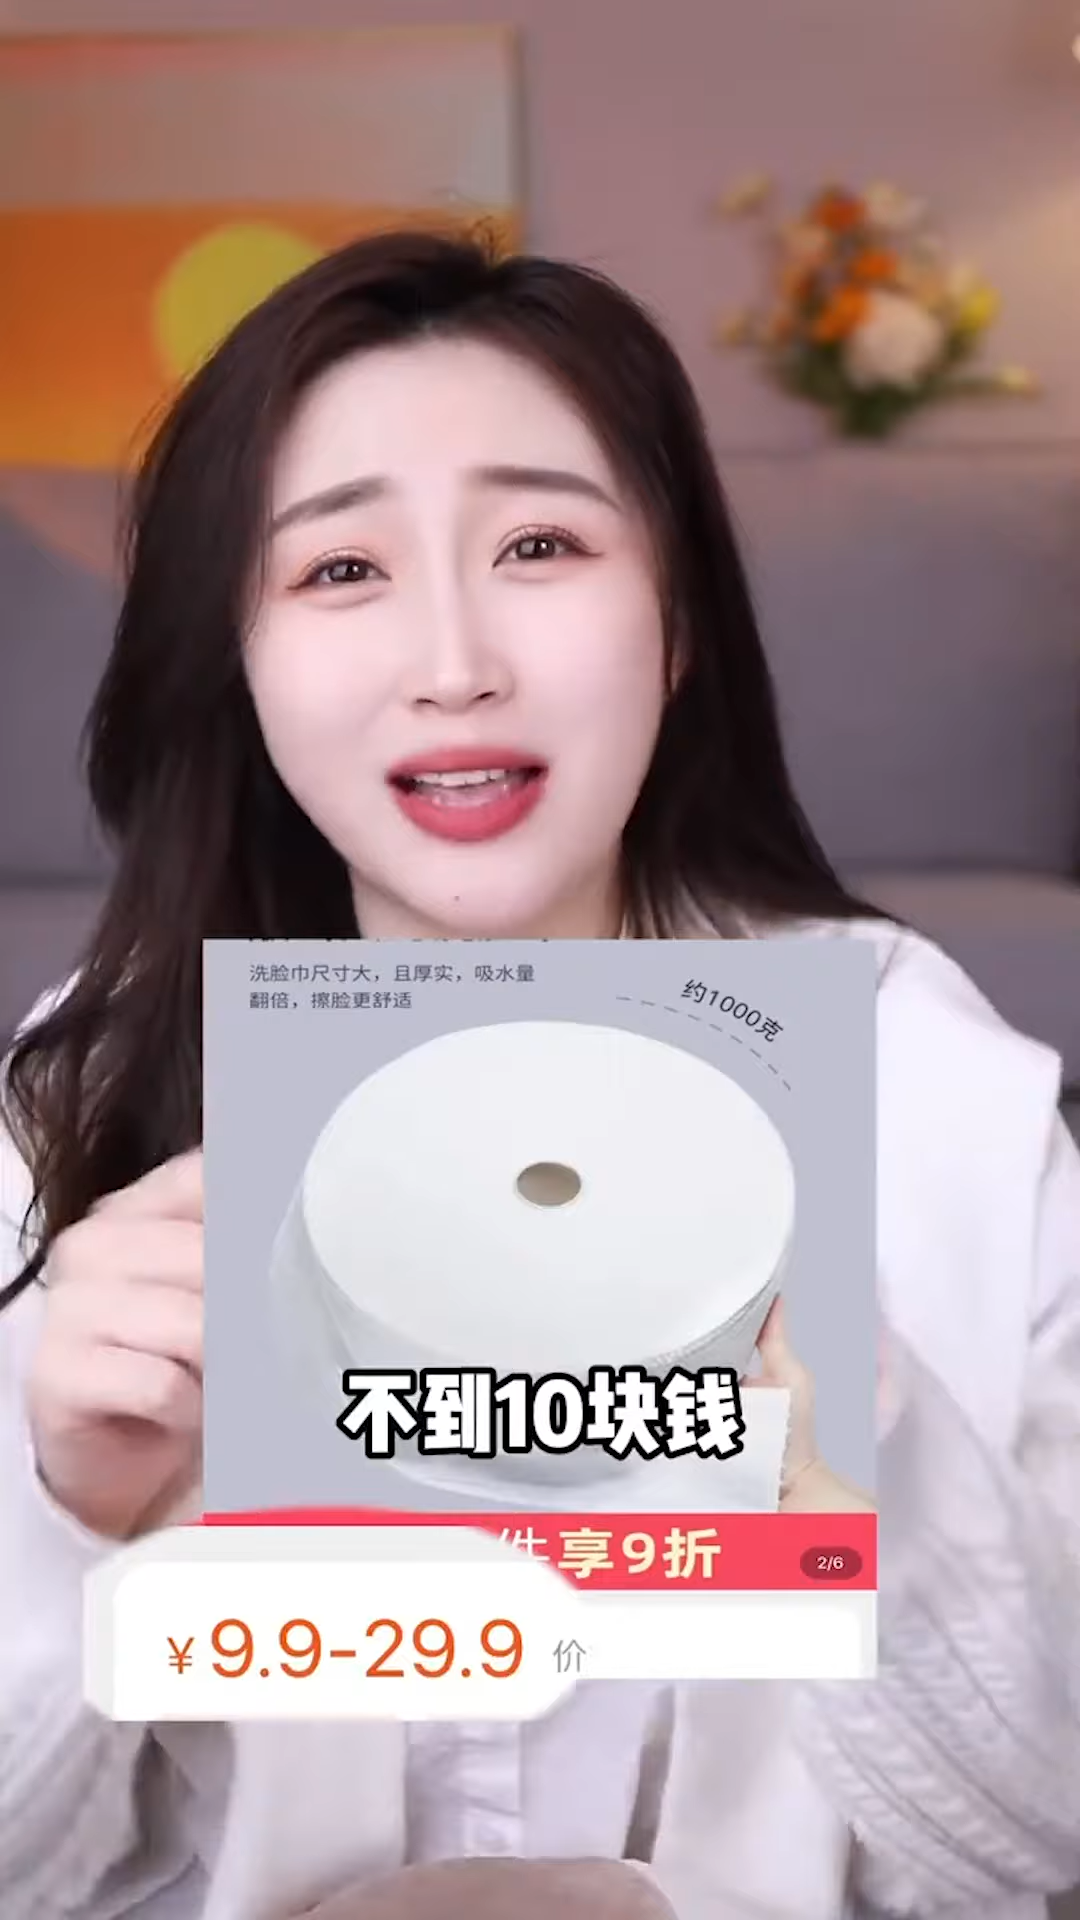 洗脸巾尺寸大，且厚实，吸水量
翻倍，擦脸更舒适
约1000克
不到10块钱
件享9折
2/6
¥9.9-29.9 价